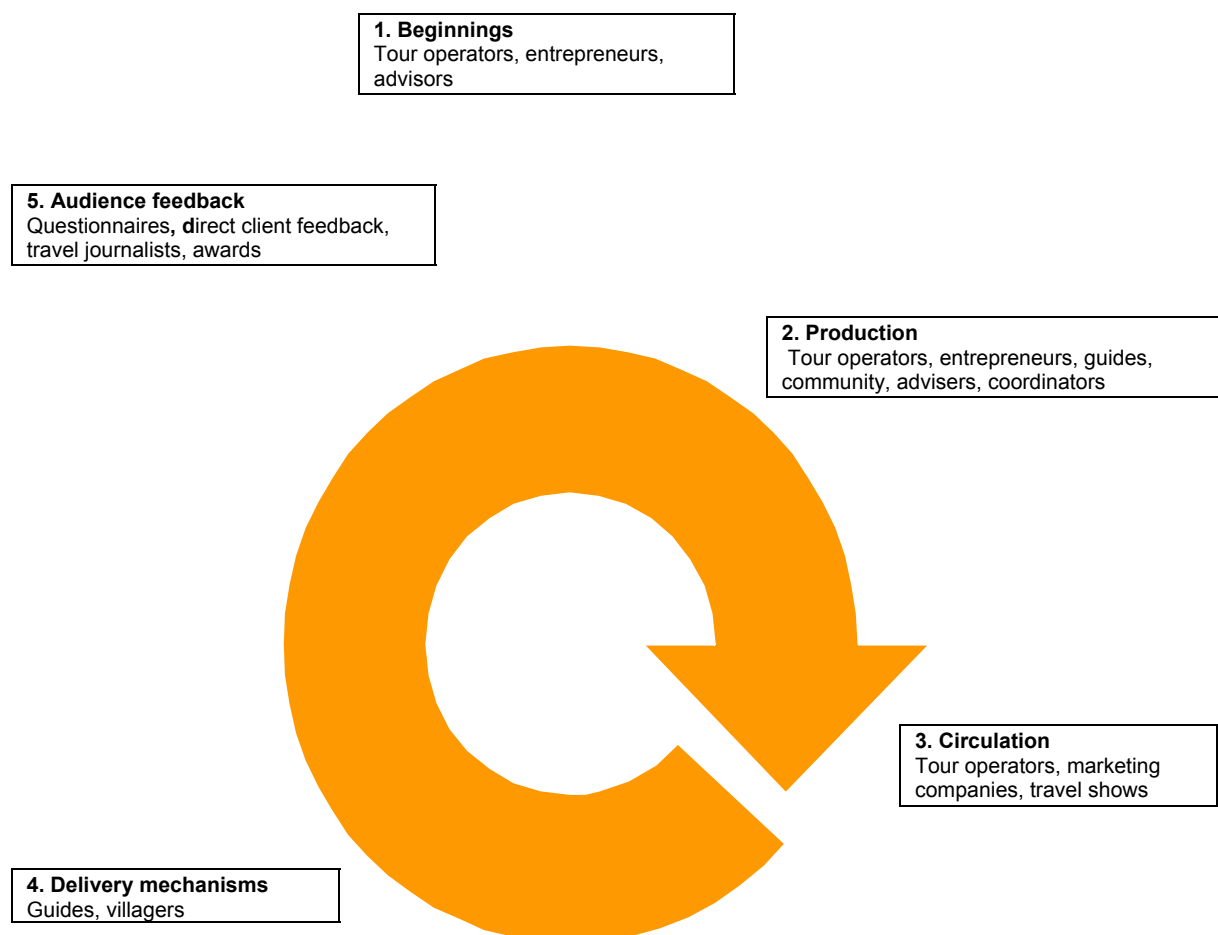 1. Beginnings
Tour operators, entrepreneurs,
advisors
5. Audience feedback
Questionnaires, direct client feedback,
travel journalists, awards
2. Production
Tour operators, entrepreneurs, guides,
community, advisers, coordinators
3. Circulation
Tour operators, marketing
companies, travel shows
4. Delivery mechanisms
Guides, villagers